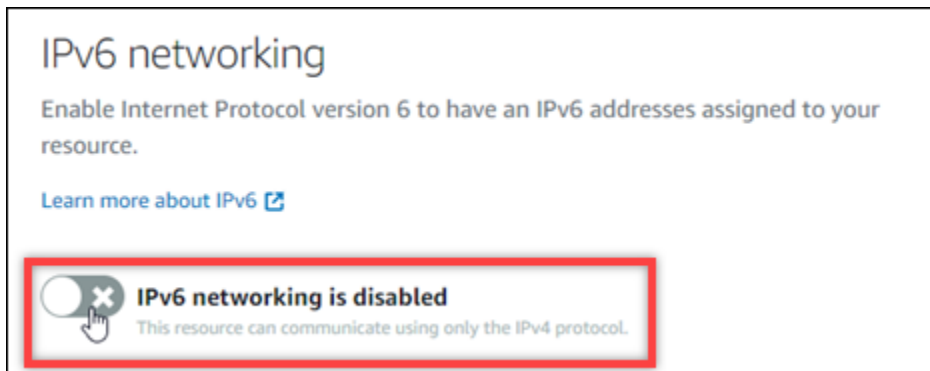 IPv6 networking
Enable Internet Protocol version 6 to have an IPv6 addresses assigned to your
resource.
Learn more about IPv6
IPv6 networking is disabled
This resource can communicate using only the IPv4 protocol.